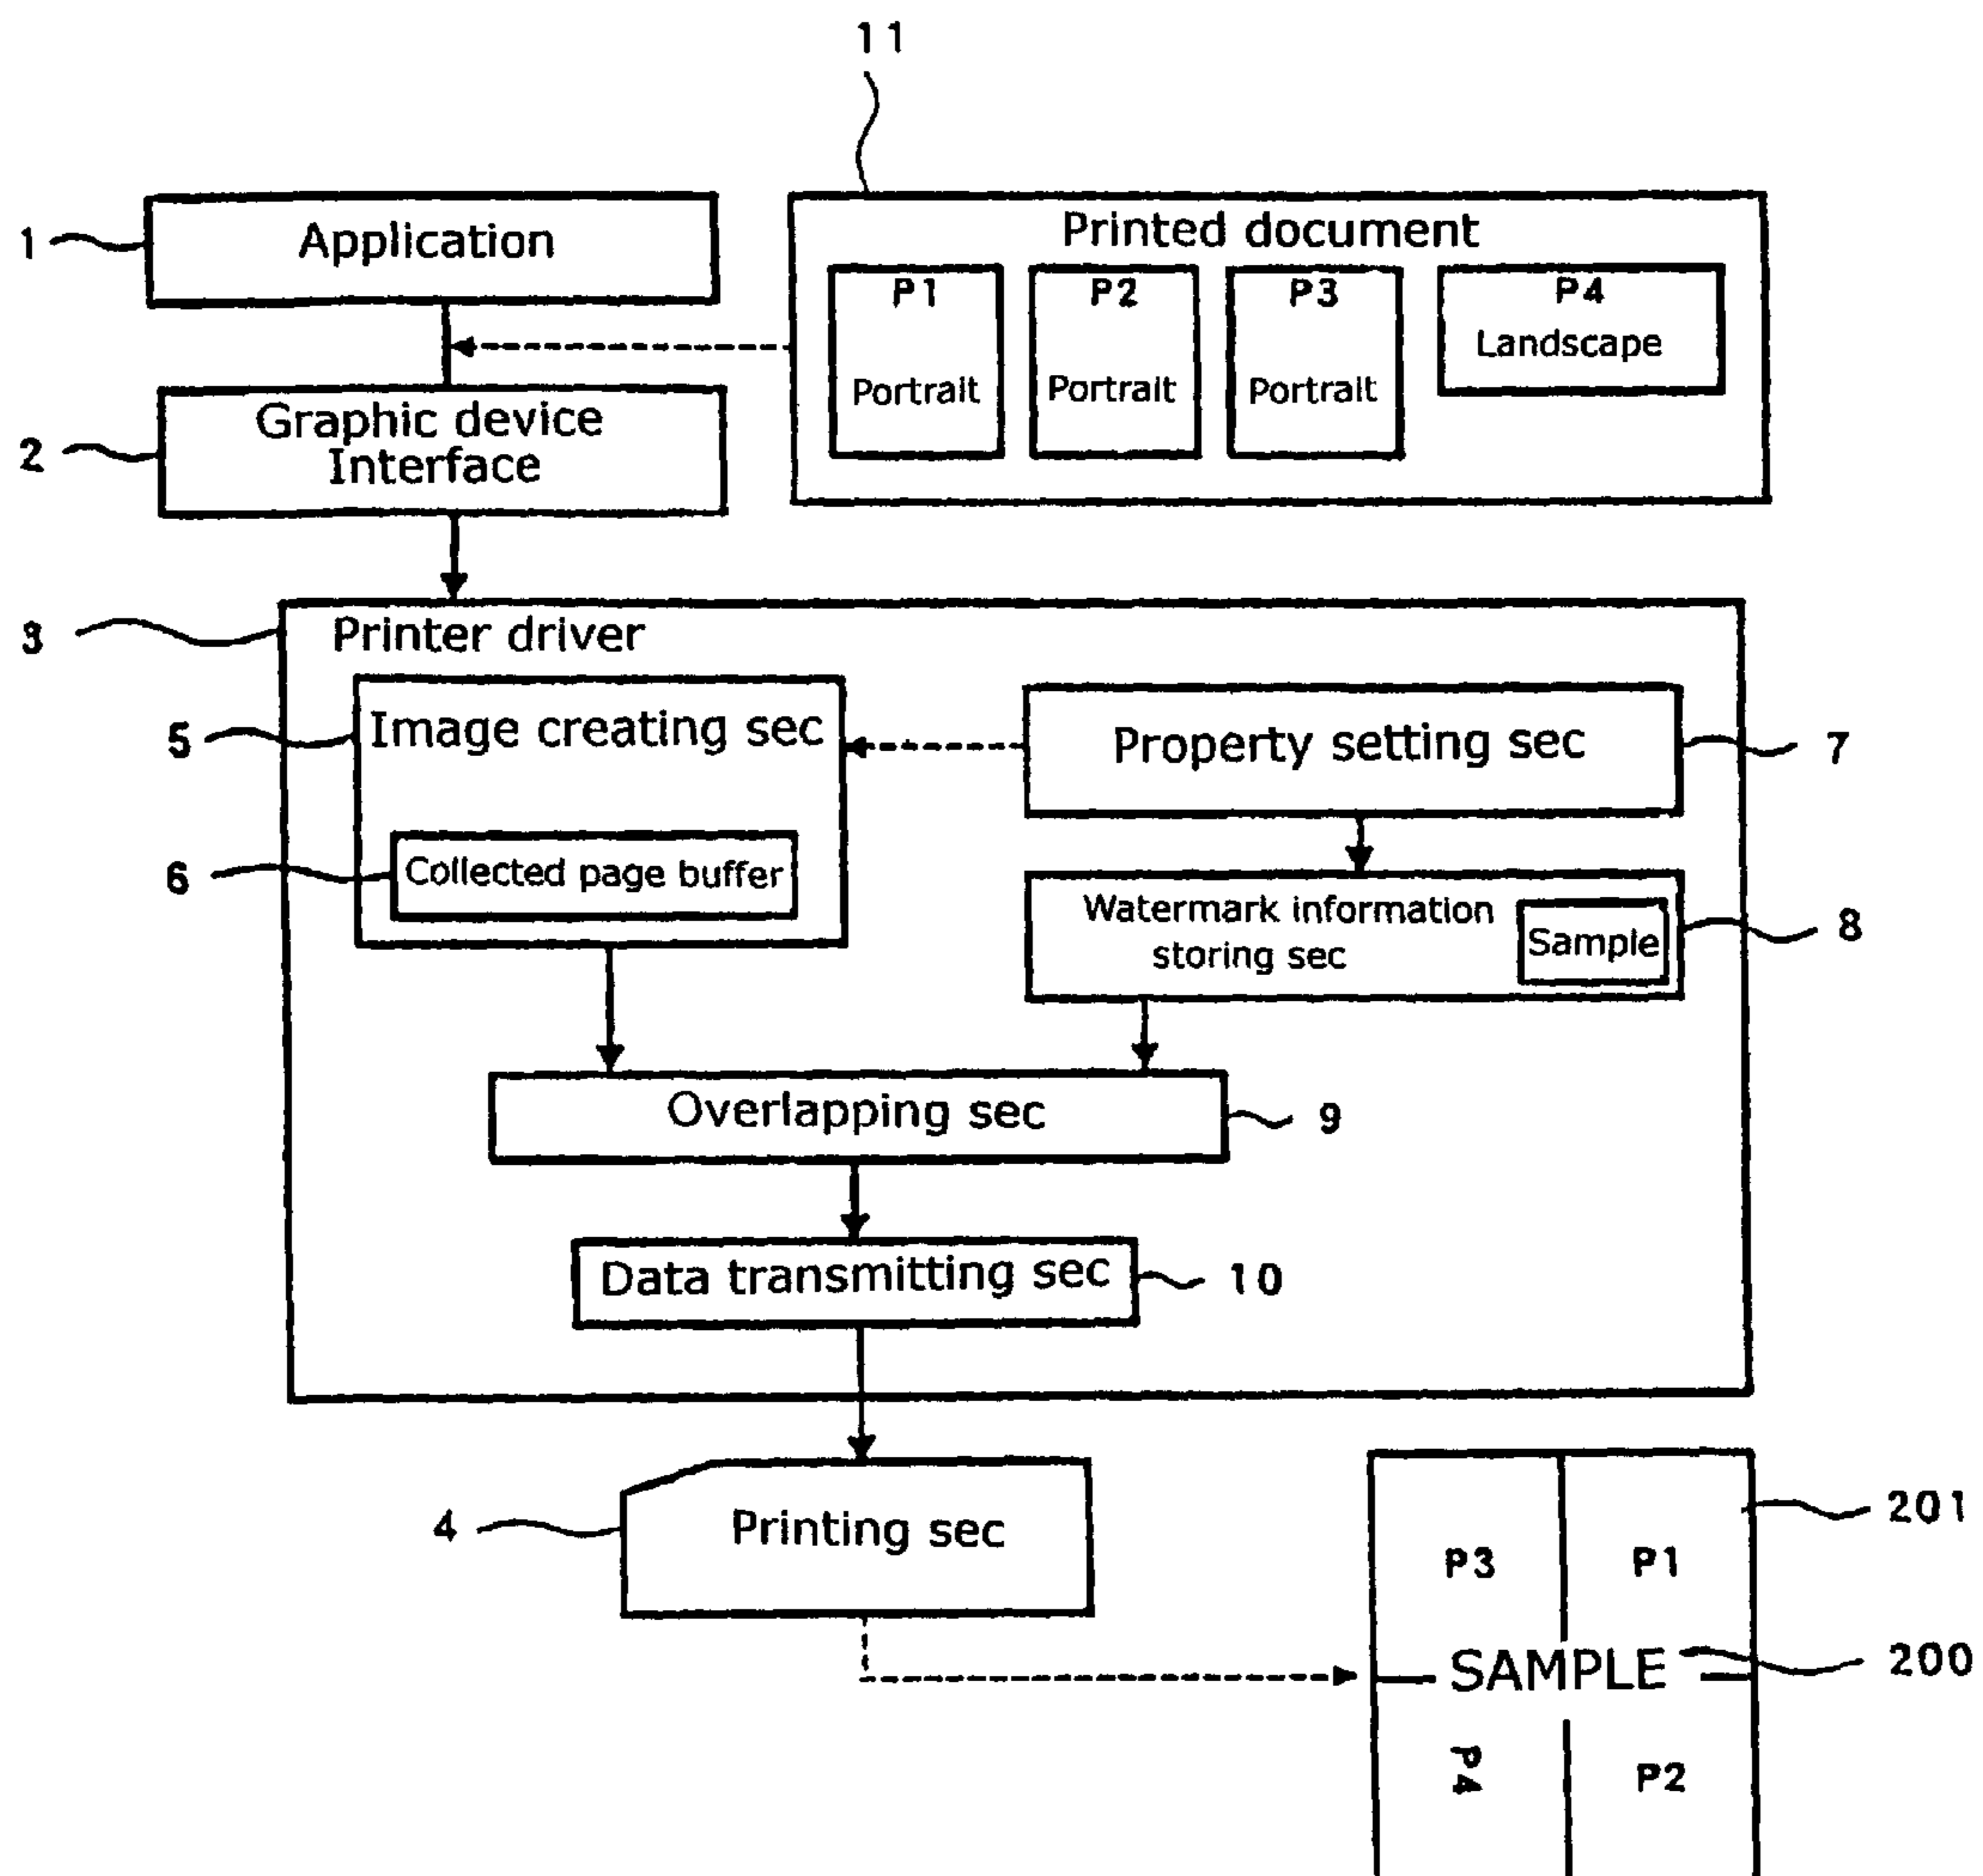 11
1
Application
Printed document
P1
Portrait
P2
Portrait
P3
Portrait
P4
Landscape
2
Graphic device
Interface
3
Printer driver
5
Image creating sec
Property setting sec
7
6
Collected page buffer
Watermark information
storing sec
Sample
8
Overlapping sec
9
Data transmitting sec
10
4
Printing sec
P3
P1
201
SAMPLE
200
P4
P2